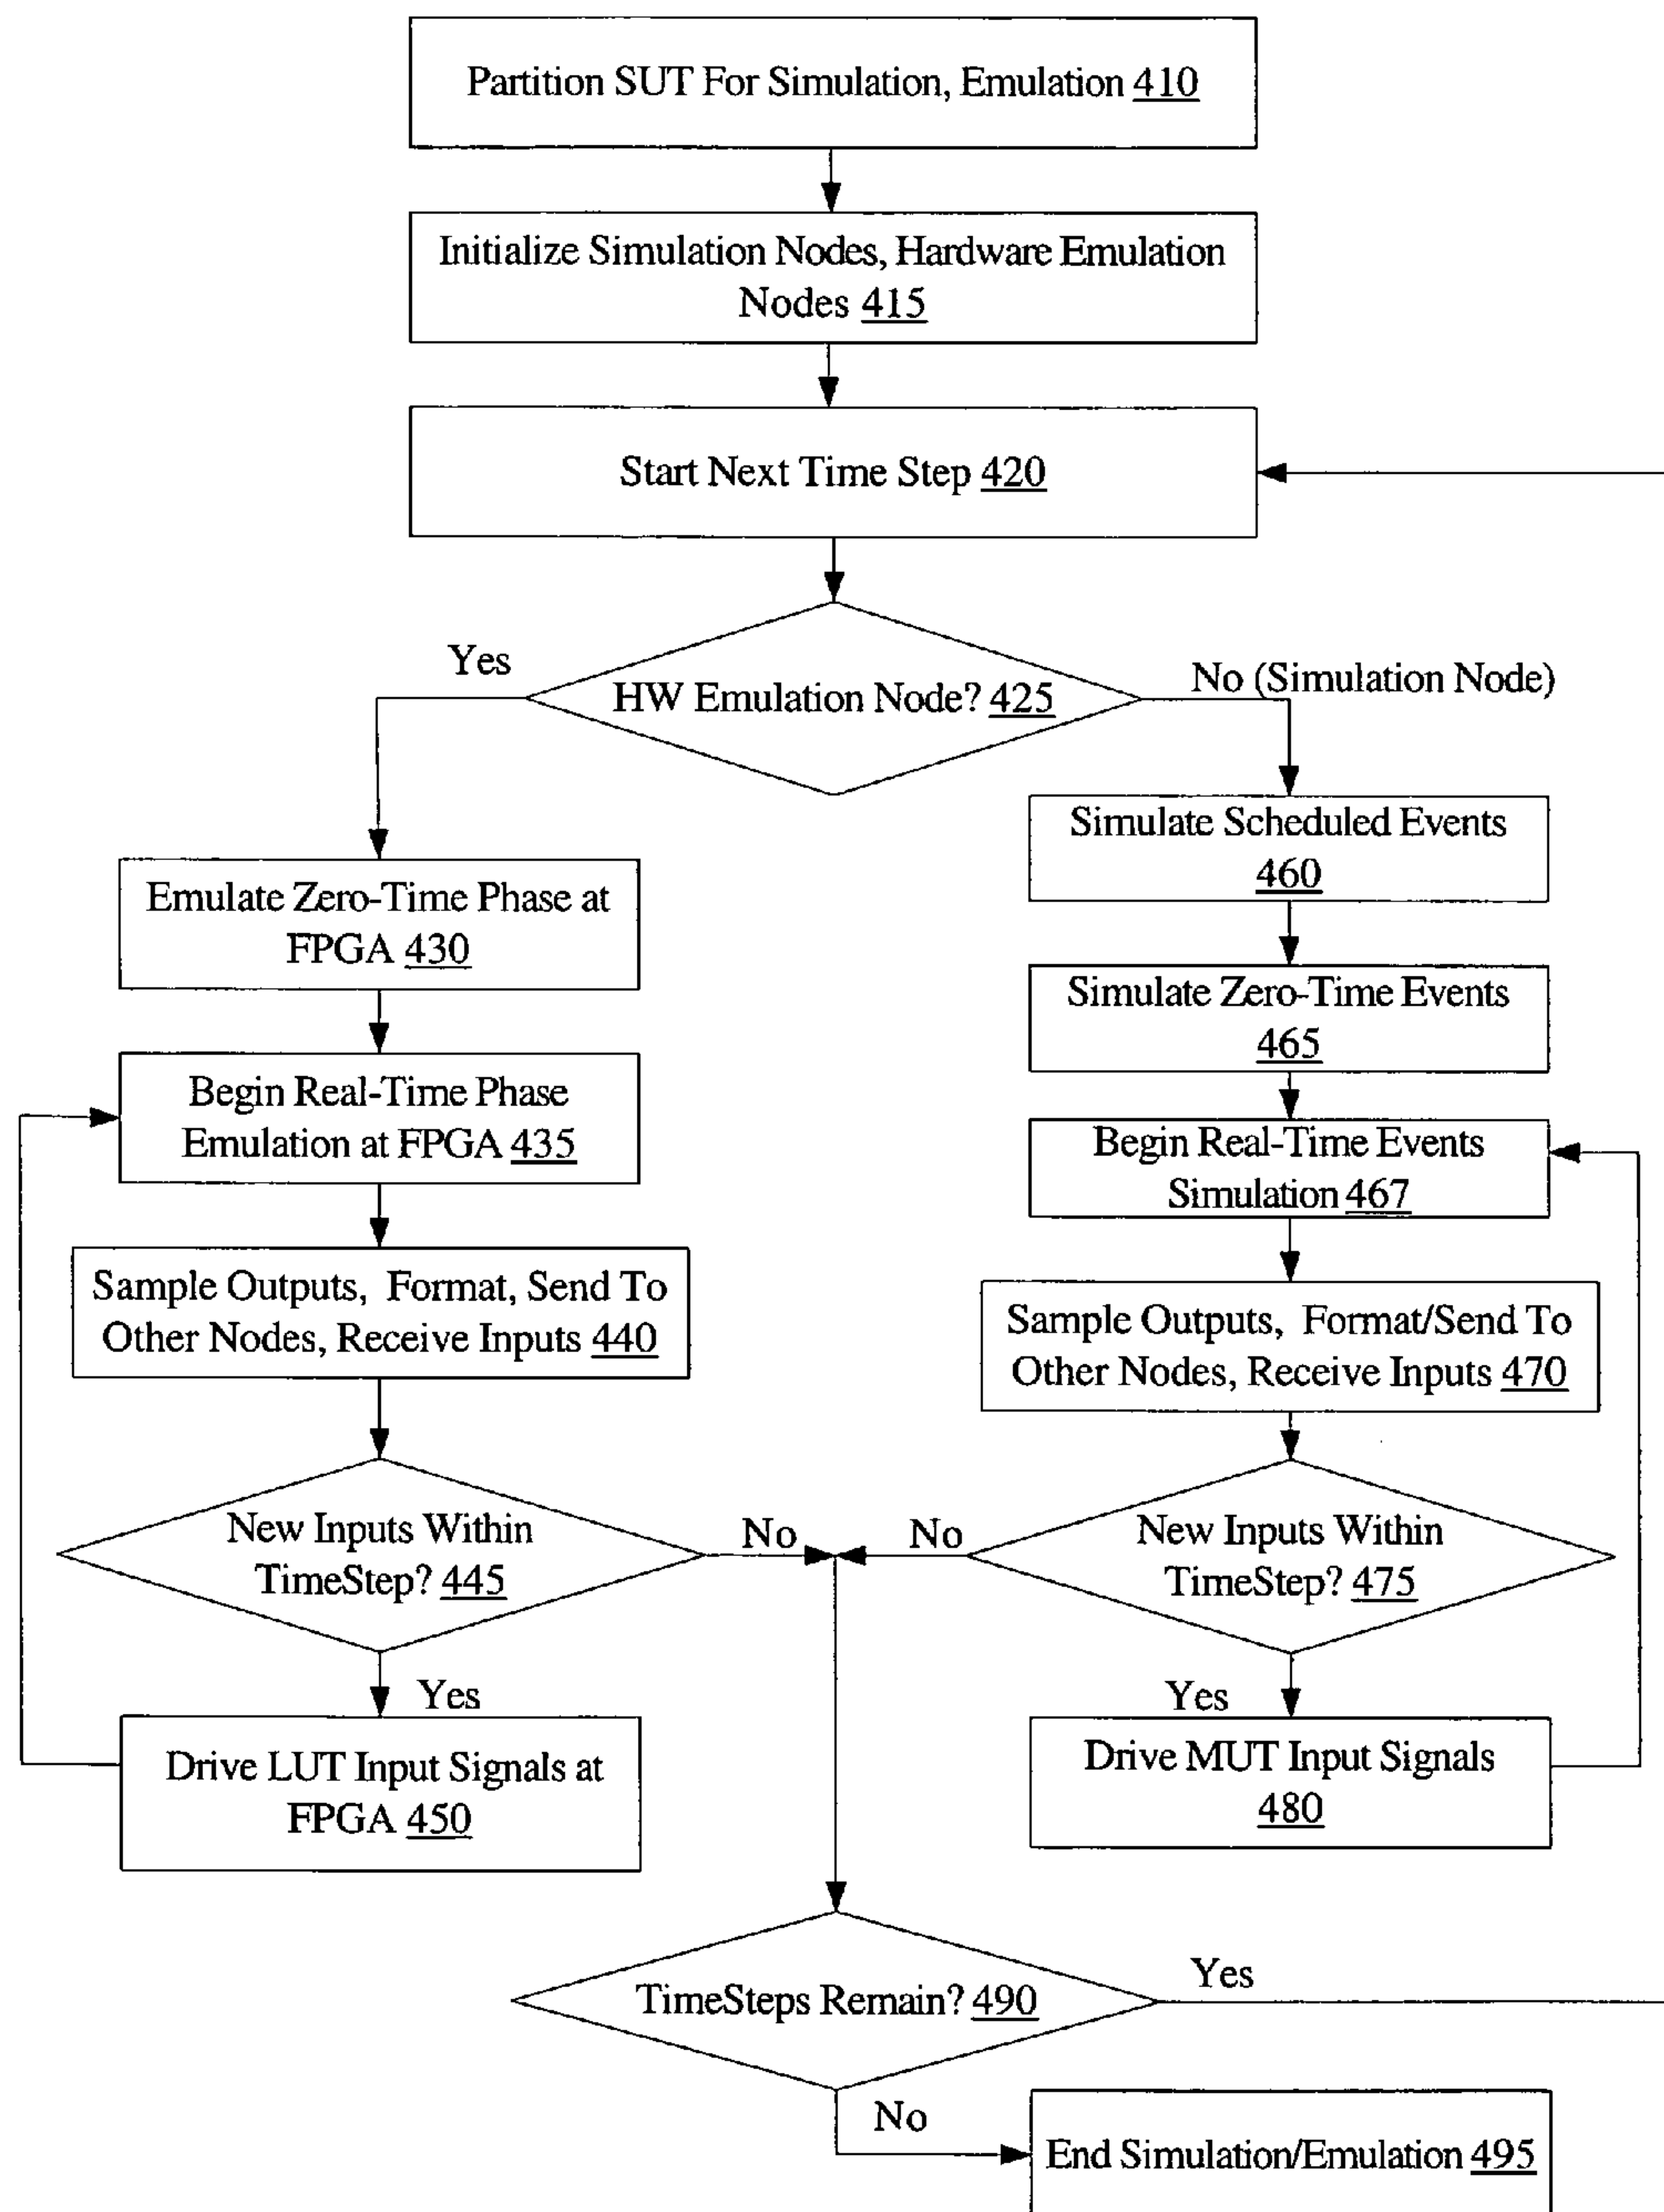 Partition SUT For Simulation, Emulation 410
Initialize Simulation Nodes, Hardware Emulation
Nodes 415
Start Next Time Step 420
Yes
HW Emulation Node? 425
No (Simulation Node)
Emulate Zero-Time Phase at
FPGA 430
Begin Real-Time Phase
Emulation at FPGA 435
Sample Outputs, Format, Send To
Other Nodes, Receive Inputs 440
New Inputs Within
TimeStep? 445
No
Yes
Drive LUT Input Signals at
FPGA 450
Simulate Scheduled Events
460
Simulate Zero-Time Events
465
Begin Real-Time Events
Simulation 467
Sample Outputs, Format/Send To
Other Nodes, Receive Inputs 470
No
New Inputs Within
TimeStep? 475
Yes
Drive MUT Input Signals
480
TimeSteps Remain? 490
Yes
No
End Simulation/Emulation 495